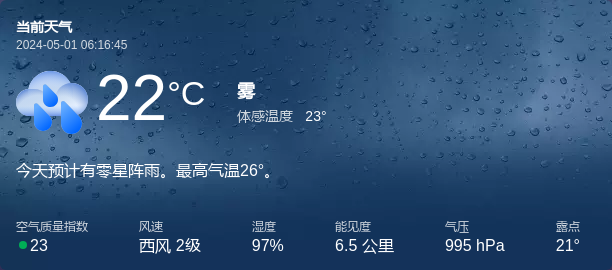 当前天气
2024-05-01 06:16:45
22°C
雾
体感温度 23°
今天预计有零星阵雨。最高气温26°。
空气质量指数 风速 湿度 能见度 气压 露点
23 西风 2级 97% 6.5 公里 995 hPa 21°